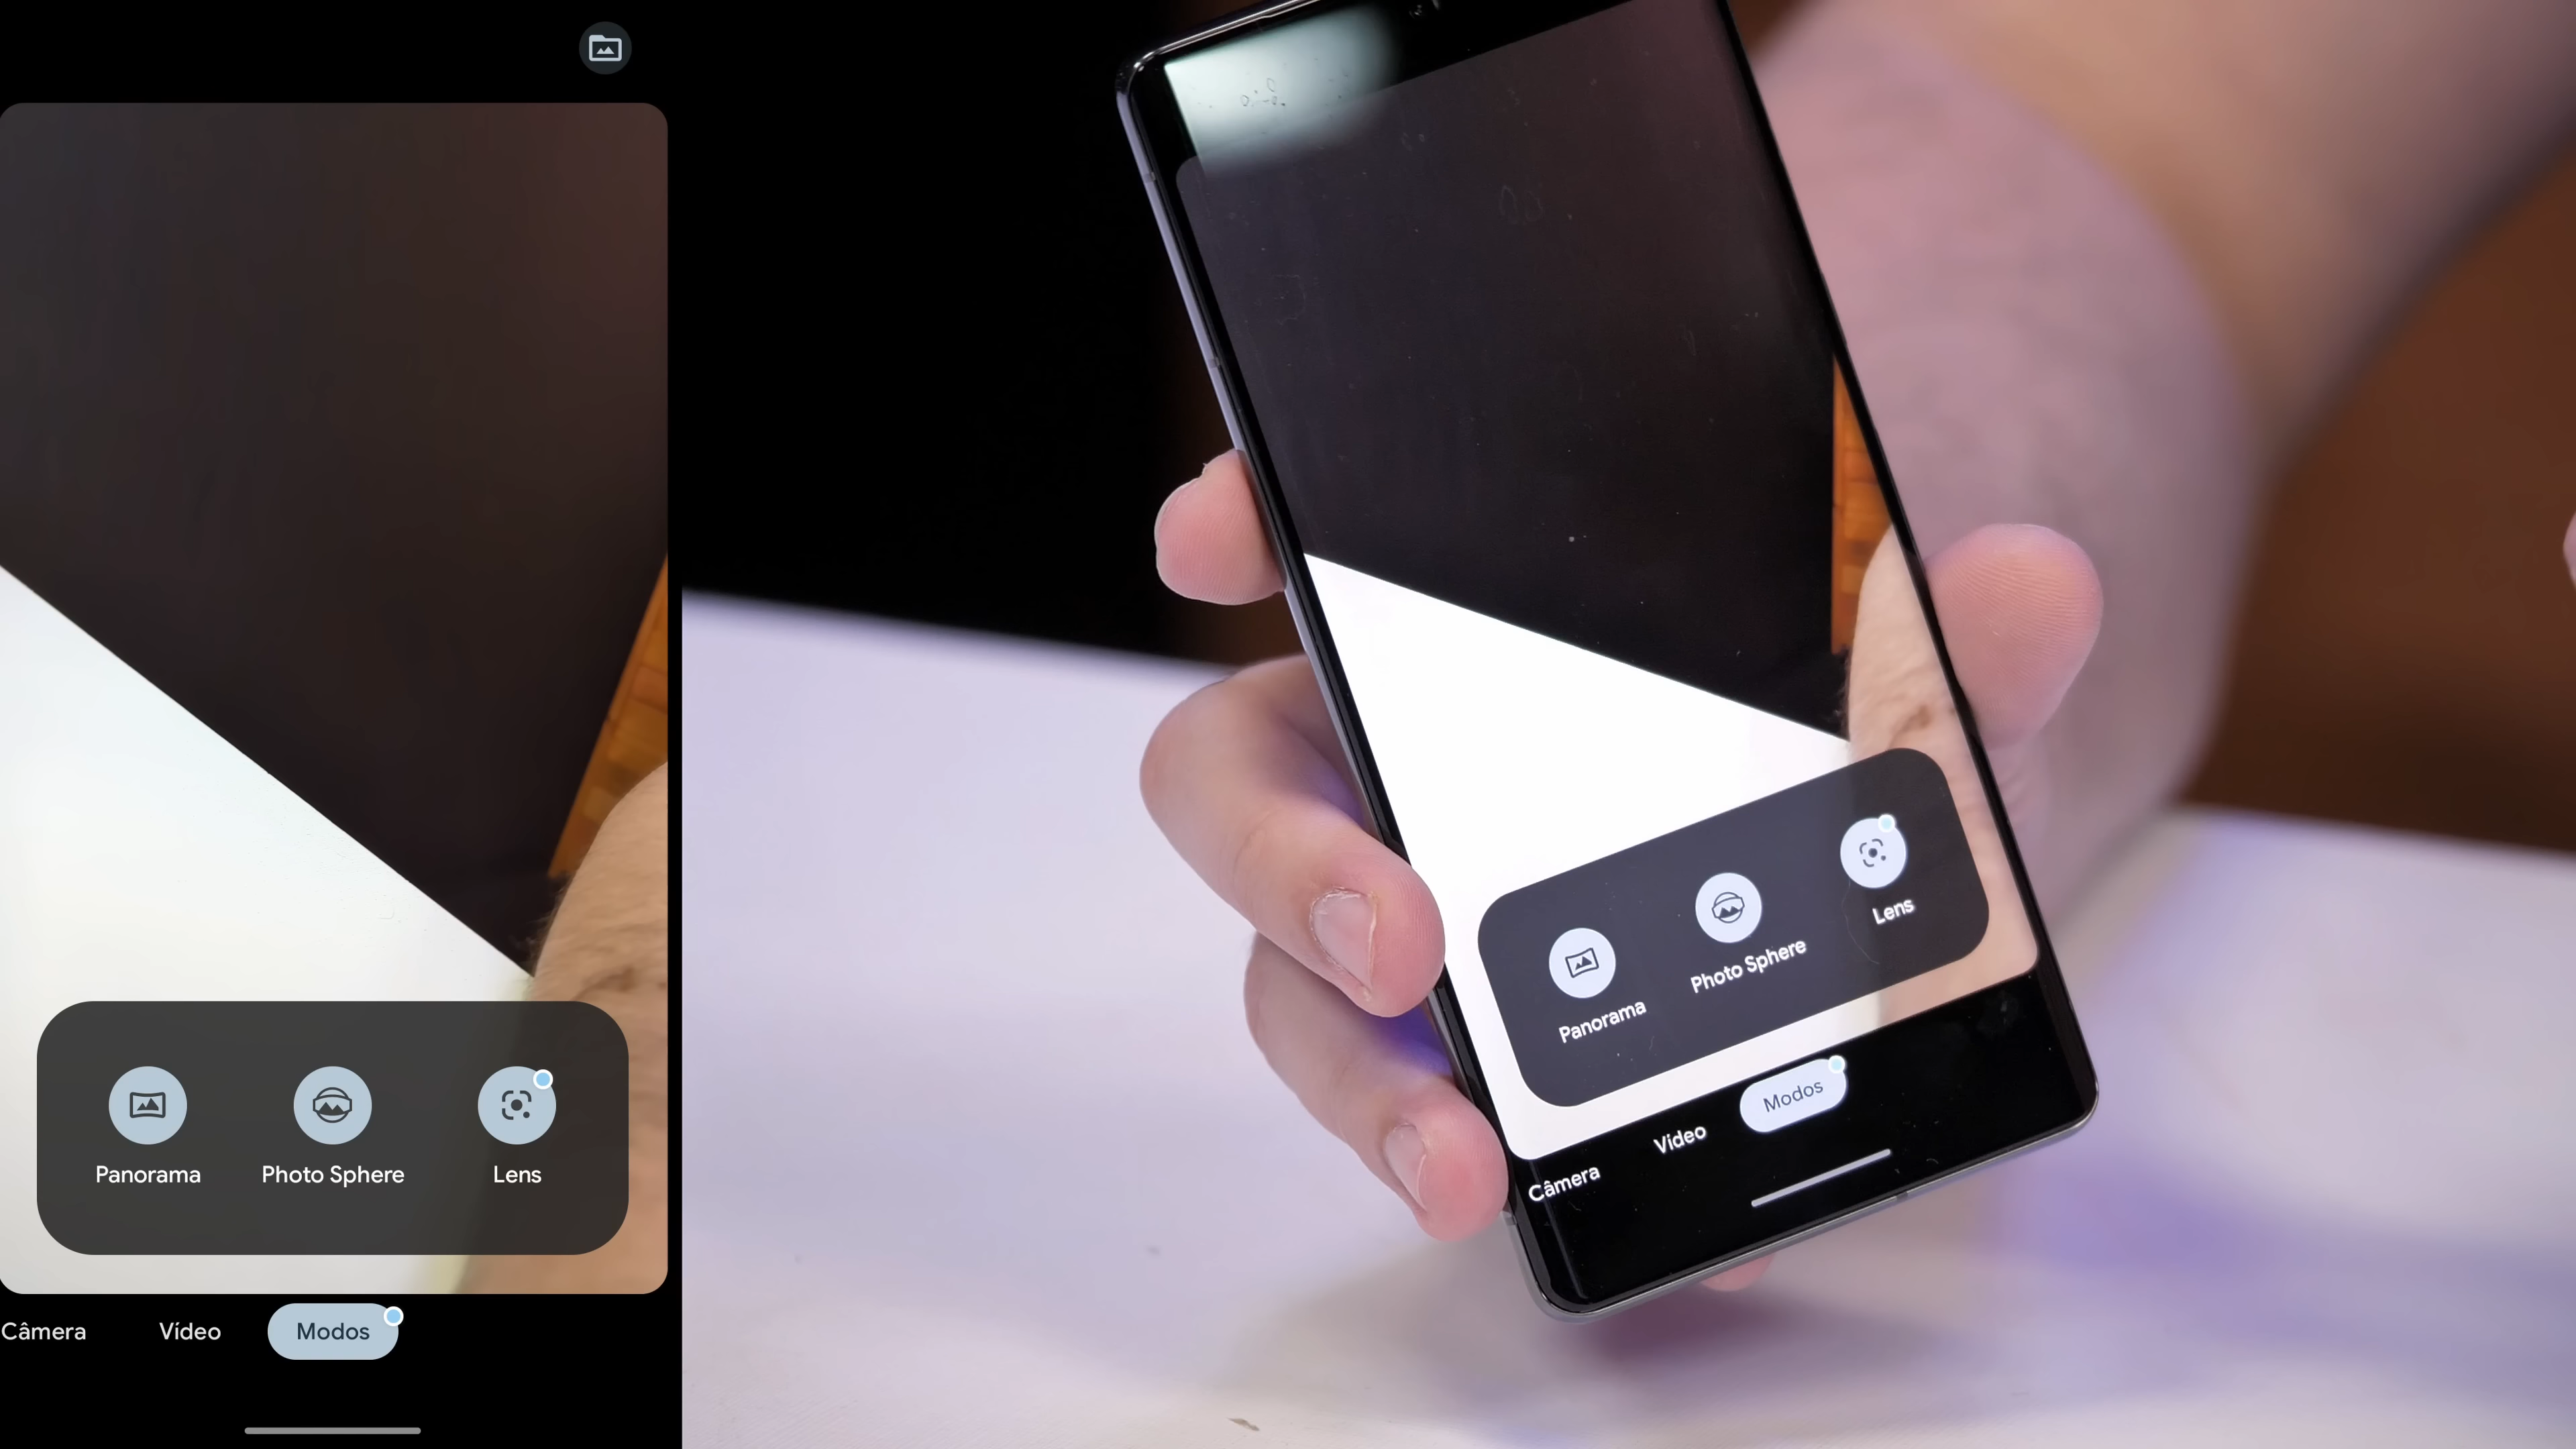 Panorama
Photo Sphere
Lens
Câmera
Vídeo
Modos
Panorama
Photo Sphere
Lens
Câmera
Vídeo
Modos